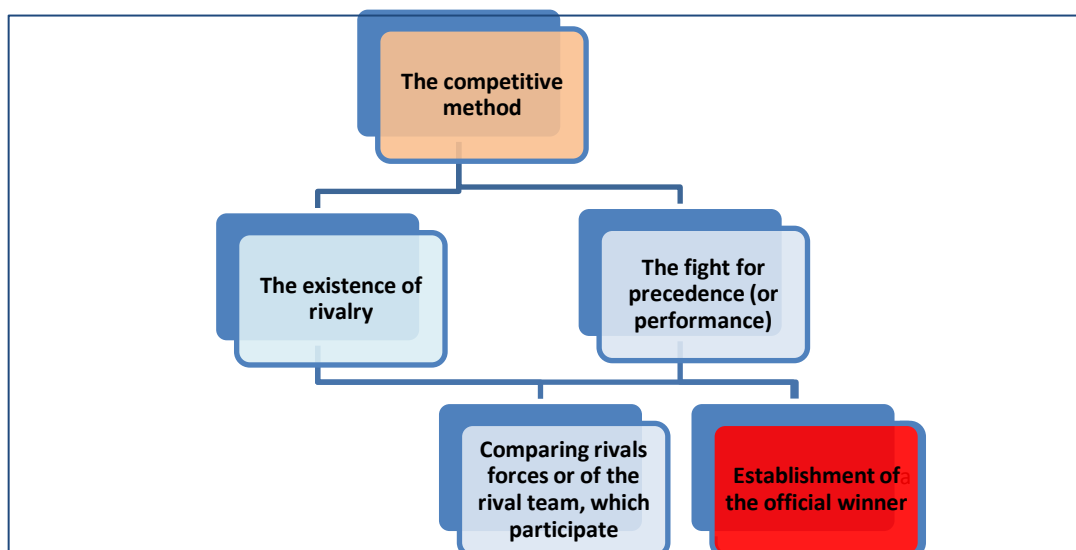 The competitive
method
The existence of
rivalry
The fight for
precedence (or
performance)
Comparing rivals
forces or of the
rival team, which
participate
Establishment of a
the official winner